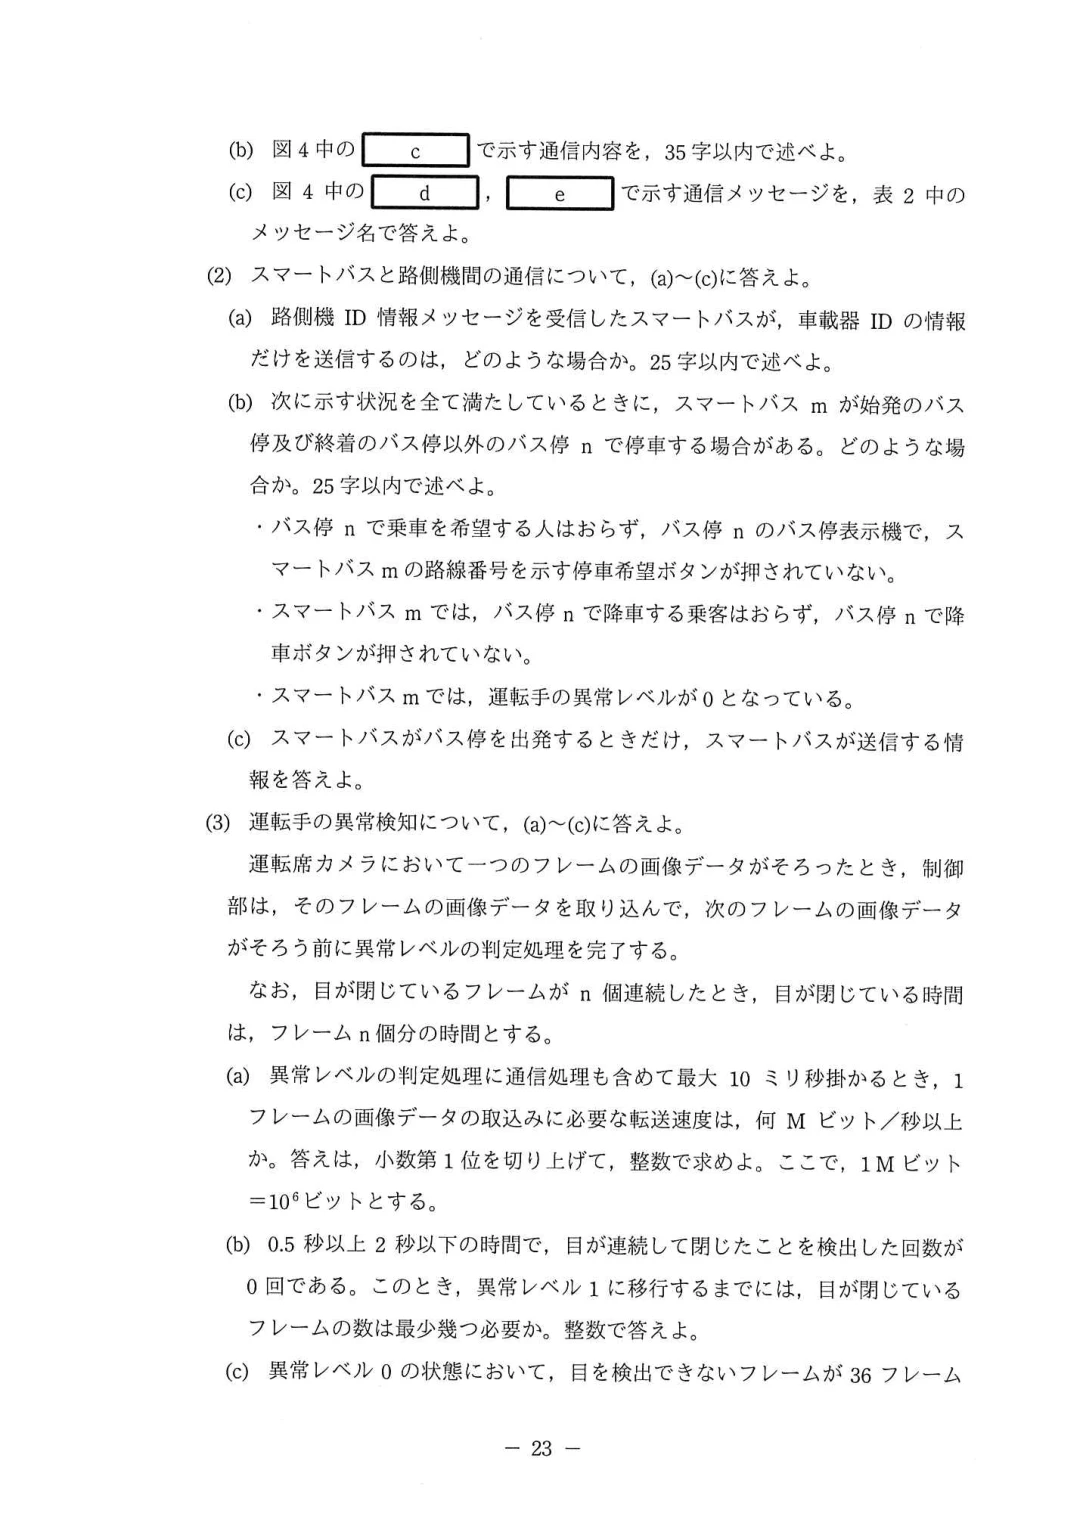 (b) 図4中の c で示す通信内容を，35字以内で述べよ。
(c) 図4中の d ， e で示す通信メッセージを，表2中の
メッセージ名で答えよ。
(2) スマートバスと路側機間の通信について，(a)～(c)に答えよ。
(a) 路側機 ID 情報メッセージを受信したスマートバスが，車載器 ID の情報
だけを送信するのは，どのような場合か。25字以内で述べよ。
(b) 次に示す状況を全て満たしているときに，スマートバス m が始発のバス
停及び終着のバス停以外のバス停 n で停車する場合がある。どのような場
合か。25字以内で述べよ。
・バス停 n で乗車を希望する人はおらず，バス停 n のバス停表示機で，ス
マートバス m の路線番号を示す停車希望ボタンが押されていない。
・スマートバス m では，バス停 n で降車する乗客はおらず，バス停 n で降
車ボタンが押されていない。
・スマートバス m では，運転手の異常レベルが0となっている。
(c) スマートバスがバス停を出発するときだけ，スマートバスが送信する情
報を答えよ。
(3) 運転手の異常検知について，(a)～(c)に答えよ。
運転席カメラにおいて一つのフレームの画像データがそろったとき，制御
部は，そのフレームの画像データを取り込んで，次のフレームの画像データ
がそろう前に異常レベルの判定処理を完了する。
なお，目が閉じているフレームが n 個連続したとき，目が閉じている時間
は，フレーム n 個分の時間とする。
(a) 異常レベルの判定処理に通信処理も含めて最大 10 ミリ秒掛かるとき，1
フレームの画像データの取込みに必要な転送速度は，何 M ビット／秒以上
か。答えは，小数第1位を切り上げて，整数で求めよ。ここで，1 M ビット
＝10⁶ビットとする。
(b) 0.5 秒以上 2 秒以下の時間で，目が連続して閉じたことを検出した回数が
0 回である。このとき，異常レベル 1 に移行するまでには，目が閉じている
フレームの数は最少幾つ必要か。整数で答えよ。
(c) 異常レベル 0 の状態において，目を検出できないフレームが 36 フレーム
－ 23 －